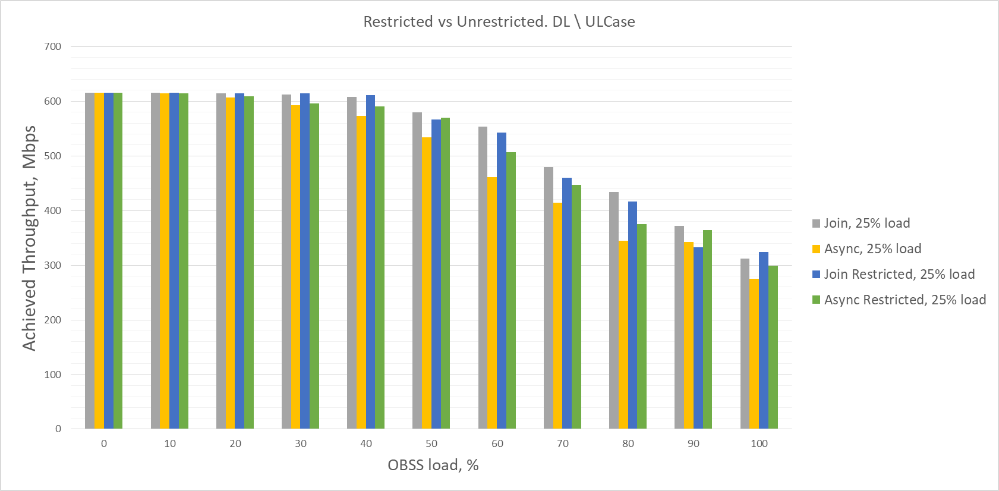 Restricted vs Unrestricted. DL \ ULCase
Achieved Throughput, Mbps
700
600
500
400
300
200
100
0
0 10 20 30 40 50 60 70 80 90 100
OBSS load, %
Join, 25% load
Async, 25% load
Join Restricted, 25% load
Async Restricted, 25% load